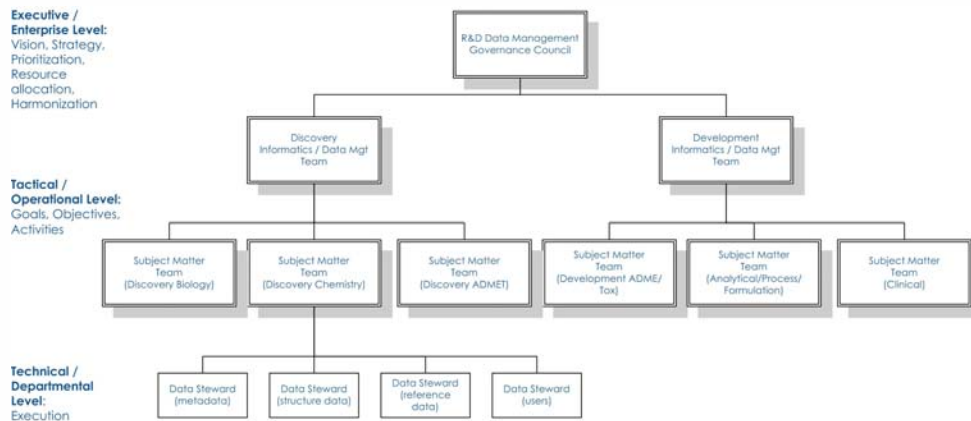 Executive /
Enterprise Level:
Vision, Strategy,
Prioritization,
Resource
allocation,
Harmonization
R&D Data Management
Governance Council
Discovery
Informatics / Data Mgt
Team
Development
Informatics / Data Mgt
Team
Tactical /
Operational Level:
Goals, Objectives,
Activities
Subject Matter
Team
(Discovery Biology)
Subject Matter
Team
(Discovery Chemistry)
Subject Matter
Team
(Discovery ADMET)
Subject Matter
Team
(Development ADME/
Tox)
Subject Matter
Team
(Analytical/Process/
Formulation)
Subject Matter
Team
(Clinical)
Technical /
Departmental
Level:
Execution
Data Steward
(metadata)
Data Steward
(structure data)
Data Steward
(reference
data)
Data Steward
(users)